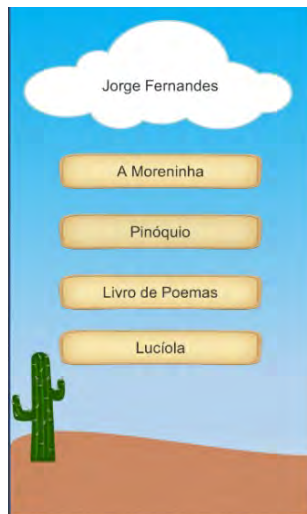 Jorge Fernandes
A Moreninha
Pinóquio
Livro de Poemas
Lucíola